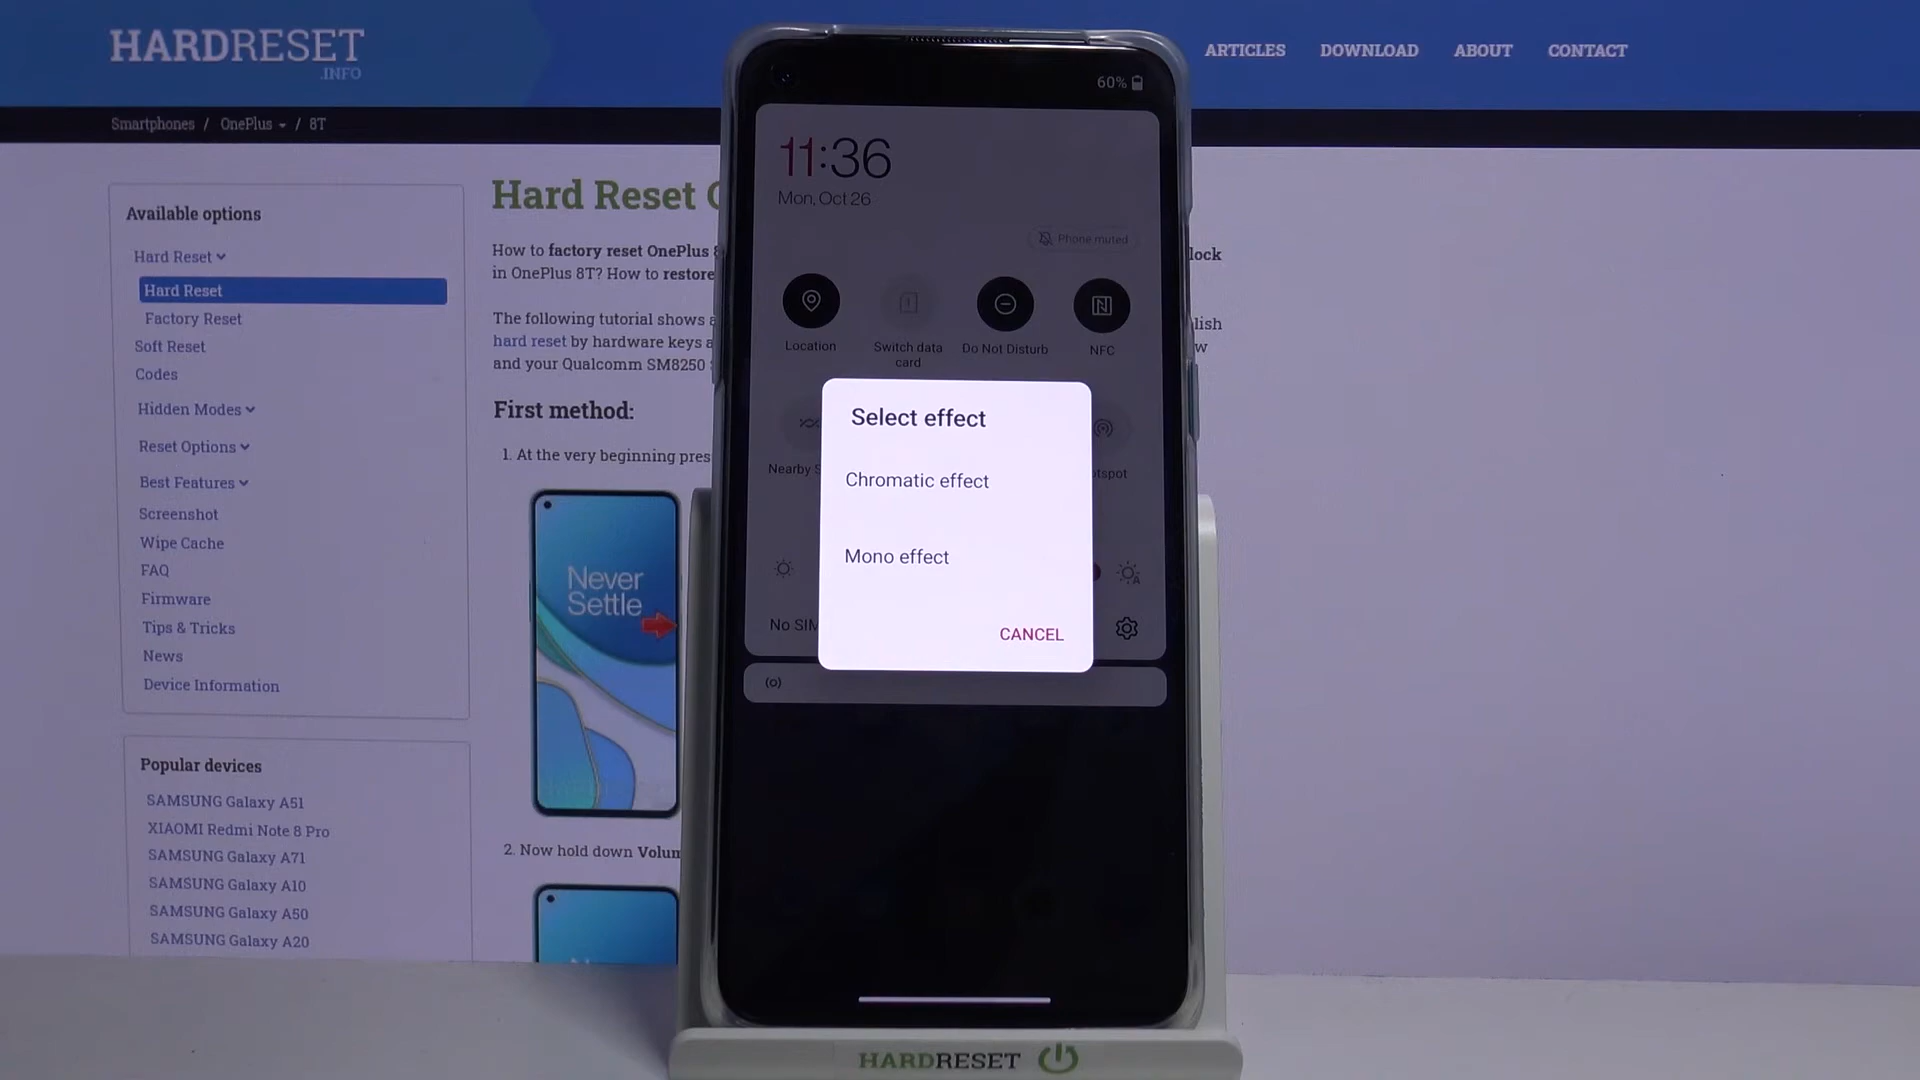 HARDRESET
.INFO
ARTICLES DOWNLOAD ABOUT CONTACT
Smartphones / OnePlus / 8T
Available options
Hard Reset
Hard Reset
Factory Reset
Soft Reset
Codes
Hidden Modes
Reset Options
Best Features
Screenshot
Wipe Cache
FAQ
Firmware
Tips & Tricks
News
Device Information
Popular devices
SAMSUNG Galaxy A51
XIAOMI Redmi Note 8 Pro
SAMSUNG Galaxy A71
SAMSUNG Galaxy A10
SAMSUNG Galaxy A50
SAMSUNG Galaxy A20
Hard Reset
How to factory reset OnePlus
in OnePlus 8T? How to restore
The following tutorial shows
hard reset by hardware keys
and your Qualcomm SM8250
First method:
1. At the very beginning
Never
Settle
2. Now hold down
60%
11:36
Mon, Oct 26
Phone muted
Location
Switch data
card
Do Not Disturb
NFC
Nearby
Select effect
Chromatic effect
Mono effect
CANCEL
No
HARDRESET